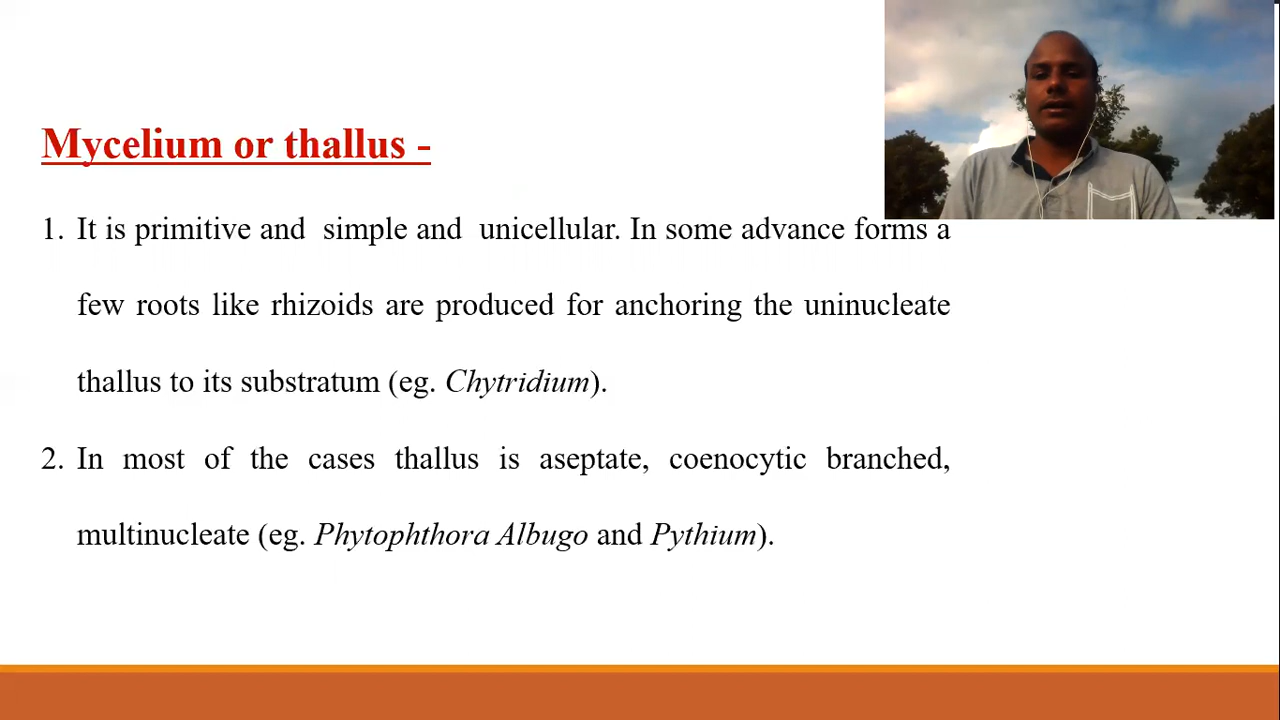 Mycelium or thallus -
1. It is primitive and simple and unicellular. In some advance forms a
few roots like rhizoids are produced for anchoring the uninucleate
thallus to its substratum (eg. Chytridium).
2. In most of the cases thallus is aseptate, coenocytic branched,
multinucleate (eg. Phytophthora Albugo and Pythium).